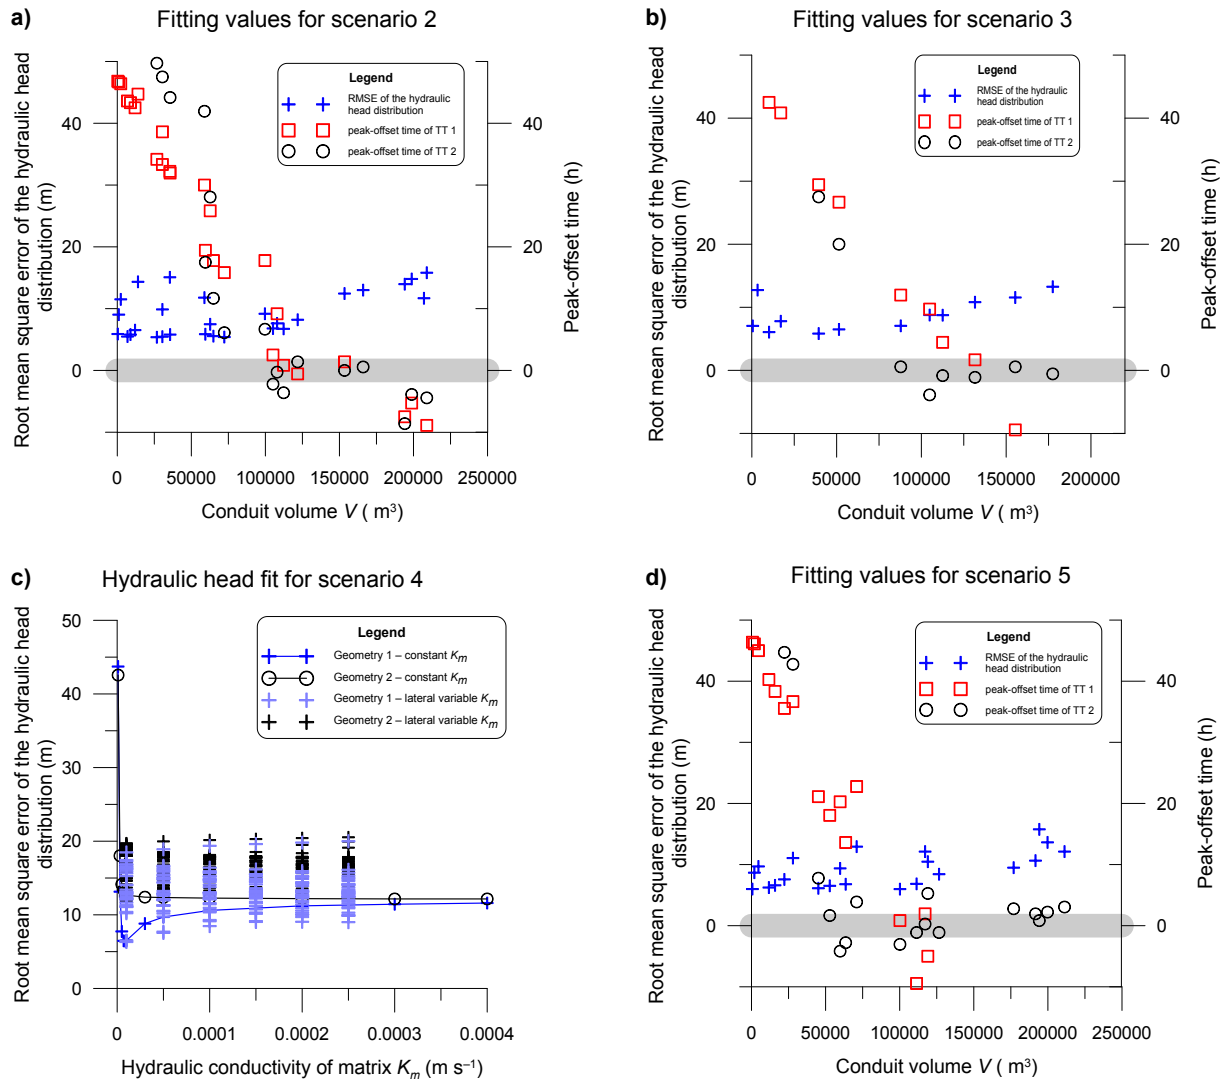 a)
Fitting values for scenario 2
Root mean square error of the hydraulic head
distribution (m)
40
20
0
Legend
RMSE of the hydraulic
head distribution
peak-offset time of TT 1
peak-offset time of TT 2
40
20
0
Peak-offset time (h)
0 50000 100000 150000 200000 250000
Conduit volume V ( m³)
b)
Fitting values for scenario 3
Root mean square error of the hydraulic head
distribution (m)
40
20
0
Legend
RMSE of the hydraulic
head distribution
peak-offset time of TT 1
peak-offset time of TT 2
40
20
0
Peak-offset time (h)
0 50000 100000 150000 200000
Conduit volume V ( m³)
c)
Hydraulic head fit for scenario 4
Root mean square error of the hydraulic head
distribution (m)
50
40
30
20
10
0
Legend
Geometry 1 – constant Km
Geometry 2 – constant Km
Geometry 1 – lateral variable Km
Geometry 2 – lateral variable Km
0 0.0001 0.0002 0.0003 0.0004
Hydraulic conductivity of matrix Km (m s⁻¹)
d)
Fitting values for scenario 5
Root mean square error of the hydraulic head
distribution (m)
40
20
0
Legend
RMSE of the hydraulic
head distribution
peak-offset time of TT 1
peak-offset time of TT 2
40
20
0
Peak-offset time (h)
0 50000 100000 150000 200000 250000
Conduit volume V ( m³)